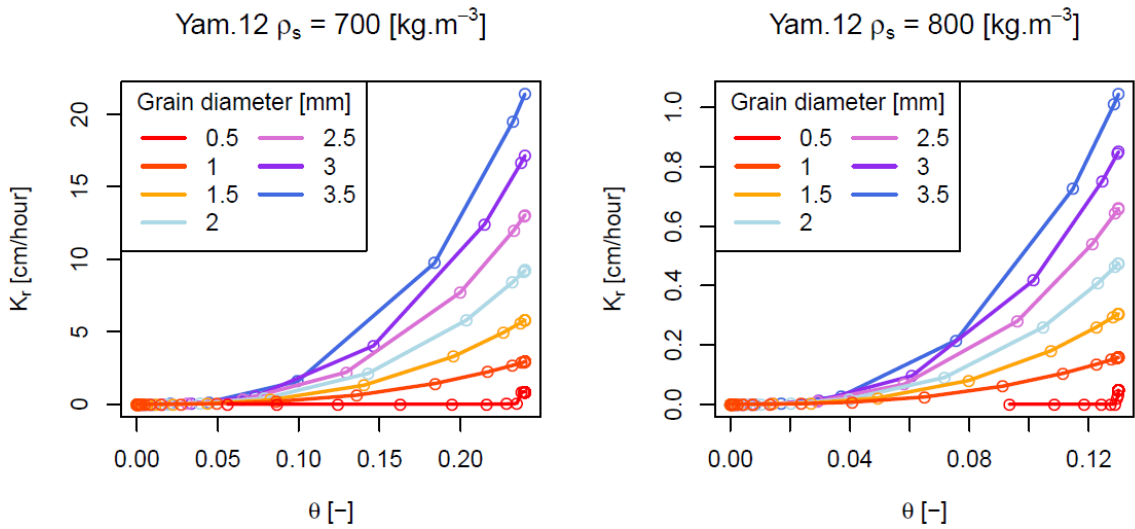 Yam.12 ρs = 700 [kg.m−3]
Grain diameter [mm]
0.5 2.5
1 3
1.5 3.5
2
Kr [cm/hour]
20
15
10
5
0
0.00 0.05 0.10 0.15 0.20
θ [−]
Yam.12 ρs = 800 [kg.m−3]
Grain diameter [mm]
0.5 2.5
1 3
1.5 3.5
2
Kr [cm/hour]
1.0
0.8
0.6
0.4
0.2
0.0
0.00 0.04 0.08 0.12
θ [−]